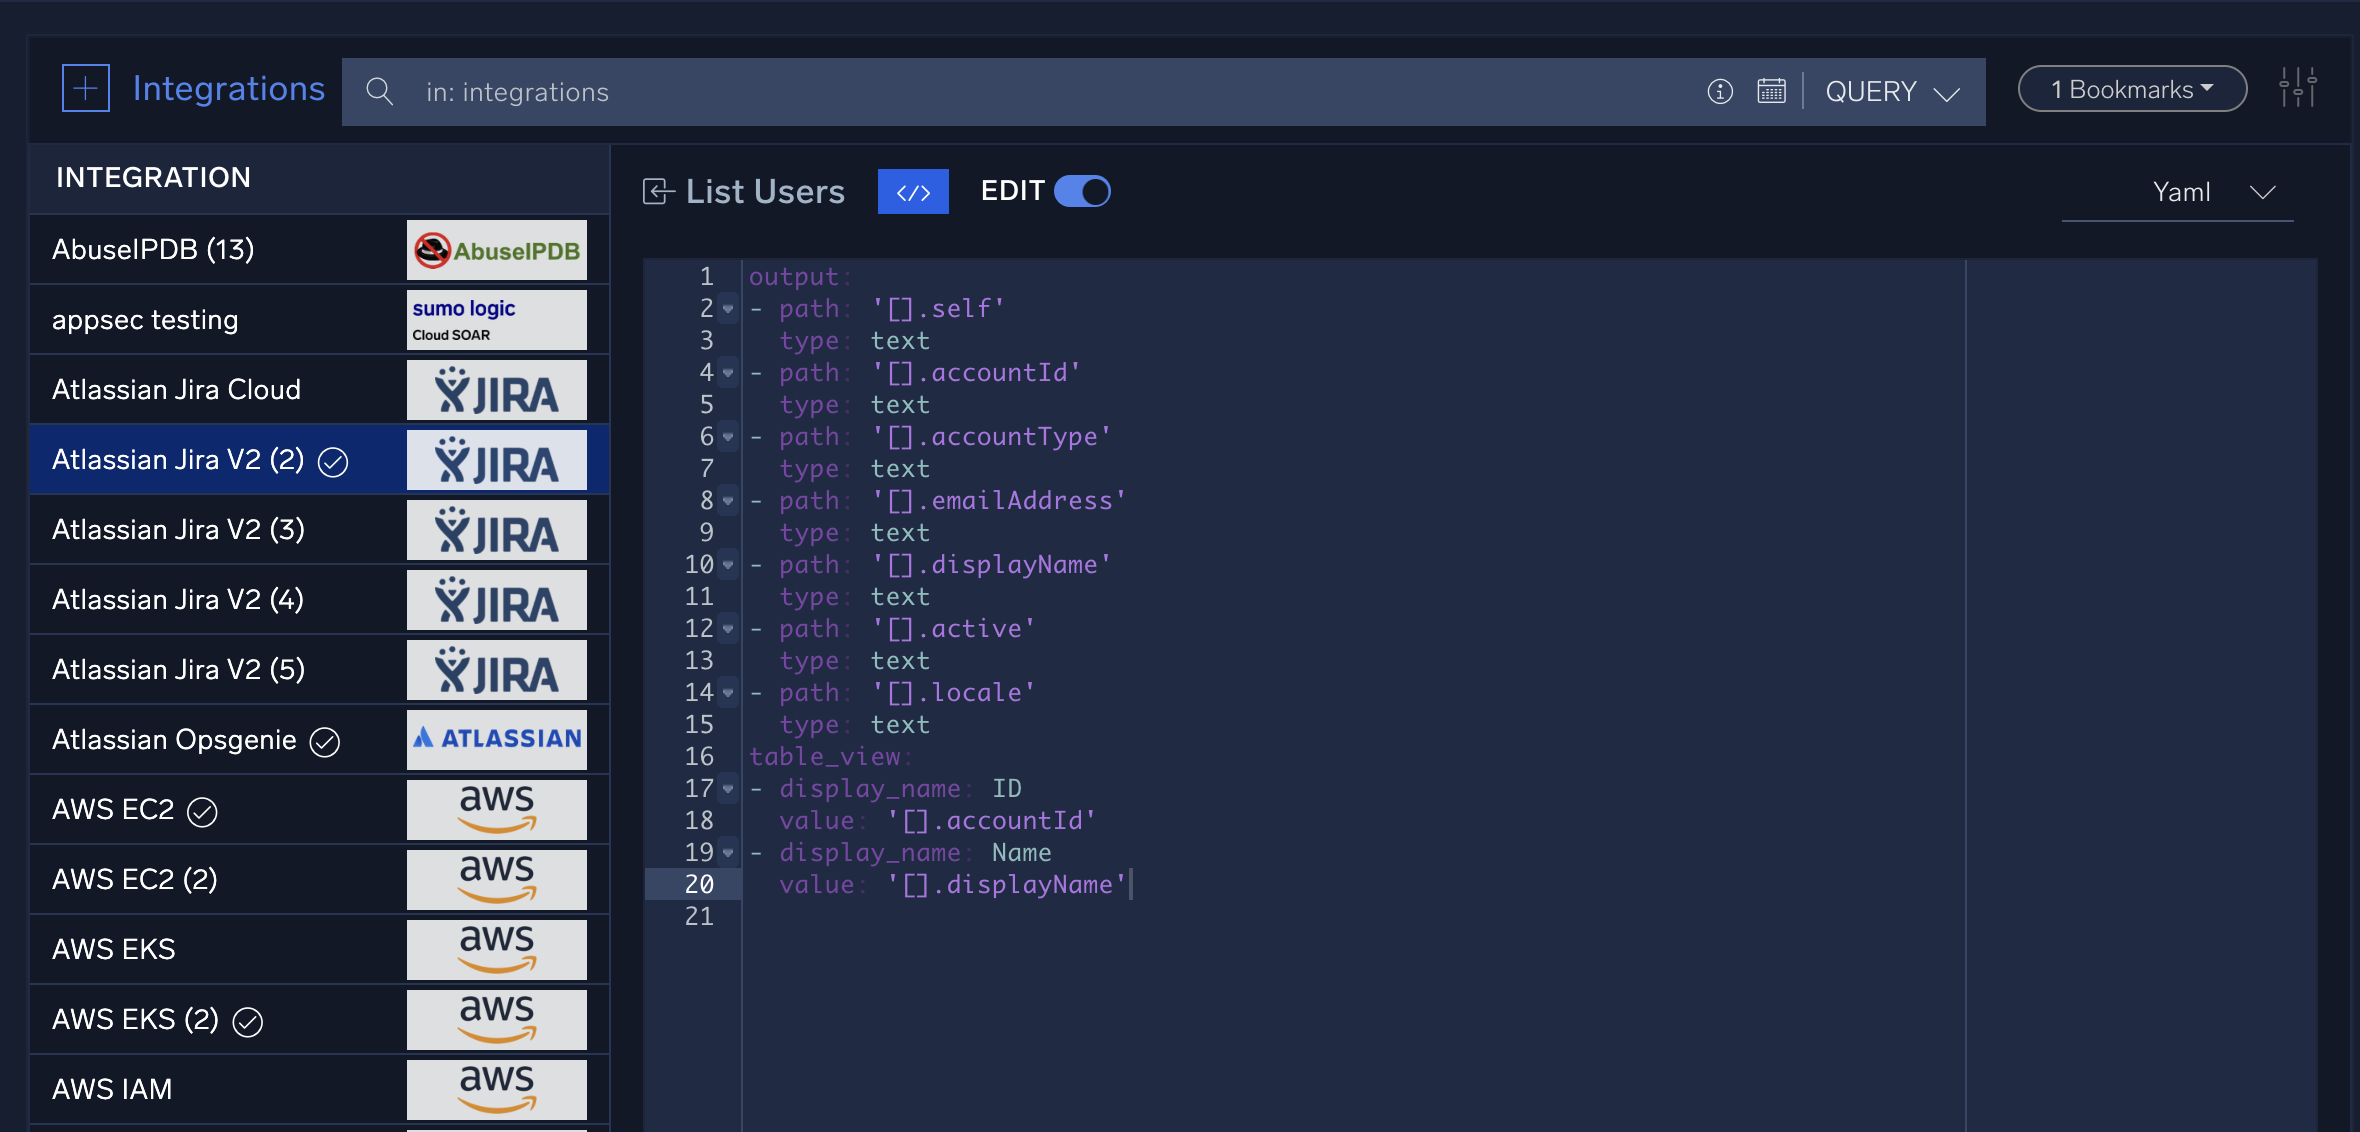 Integrations
in: integrations
QUERY
1 Bookmarks
INTEGRATION
AbuseIPDB (13)
AbuseIPDB
appsec testing
sumo logic
Cloud SOAR
Atlassian Jira Cloud
JIRA
Atlassian Jira V2 (2)
JIRA
Atlassian Jira V2 (3)
JIRA
Atlassian Jira V2 (4)
JIRA
Atlassian Jira V2 (5)
JIRA
Atlassian Opsgenie
ATLASSIAN
AWS EC2
aws
AWS EC2 (2)
aws
AWS EKS
aws
AWS EKS (2)
aws
AWS IAM
aws
List Users
</>
EDIT
Yaml
1 output:
2 - path: '[].self'
3 type: text
4 - path: '[].accountId'
5 type: text
6 - path: '[].accountType'
7 type: text
8 - path: '[].emailAddress'
9 type: text
10 - path: '[].displayName'
11 type: text
12 - path: '[].active'
13 type: text
14 - path: '[].locale'
15 type: text
16 table_view:
17 - display_name: ID
18 value: '[].accountId'
19 - display_name: Name
20 value: '[].displayName'
21